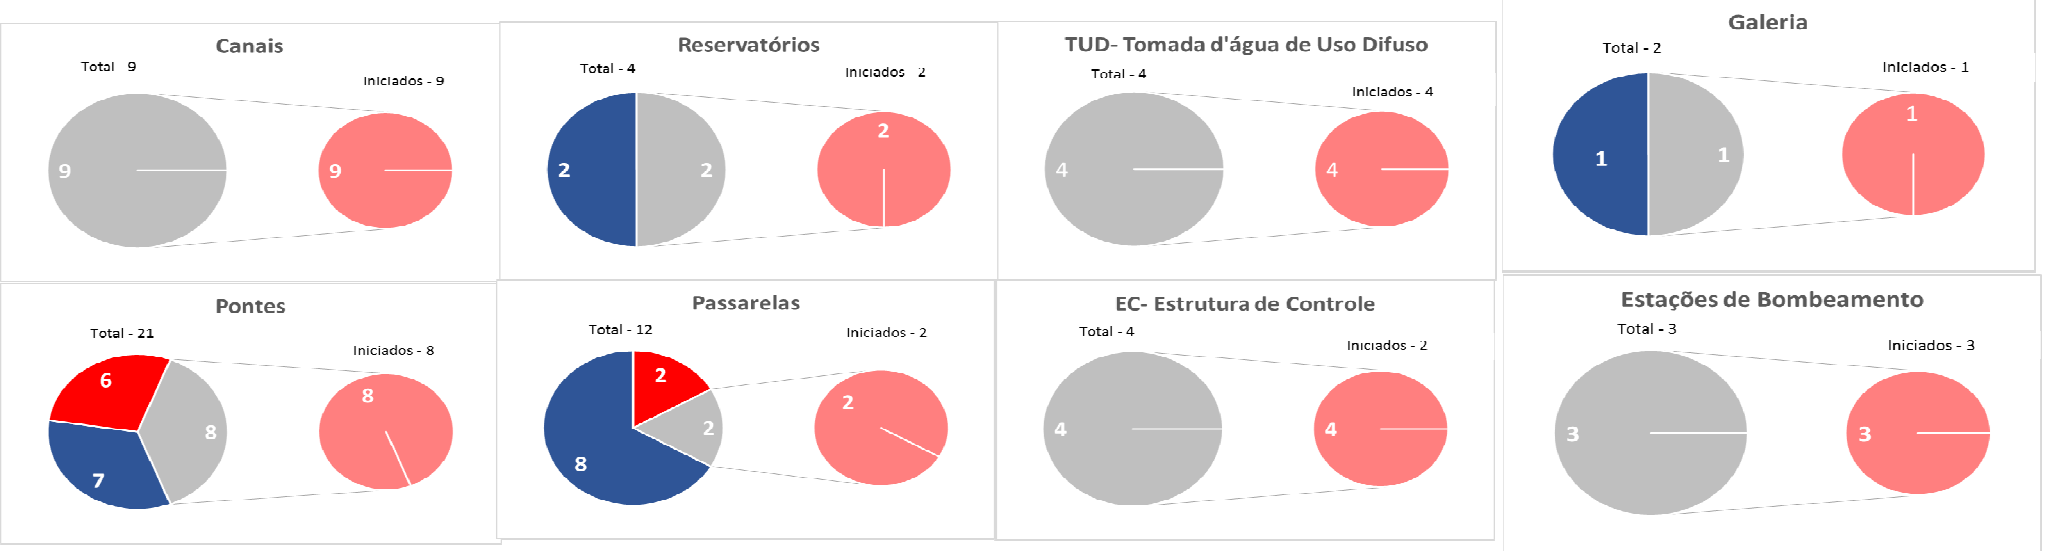 Canais
Total - 9
Iniciados - 9
9
9
Reservatórios
Total - 4
Iniciados - 2
2
2
2
TUD- Tomada d'água de Uso Difuso
Total - 4
Iniciados - 4
4
4
Galeria
Total - 2
Iniciados - 1
1
1
1
Pontes
Total - 21
Iniciados - 8
6
8
7
8
Passarelas
Total - 12
Iniciados - 2
2
2
8
2
EC- Estrutura de Controle
Total - 4
Iniciados - 2
4
4
Estações de Bombeamento
Total - 3
Iniciados - 3
3
3